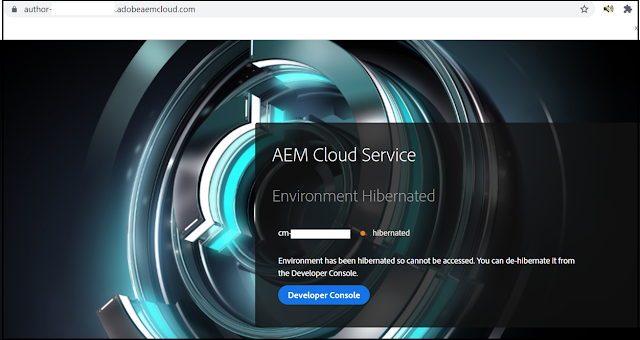 author-
.adobeaemcloud.com
AEM Cloud Service
Environment Hibernated
cm-
hibernated
Environment has been hibernated so cannot be accessed. You can de-hibernate it from
the Developer Console.
Developer Console